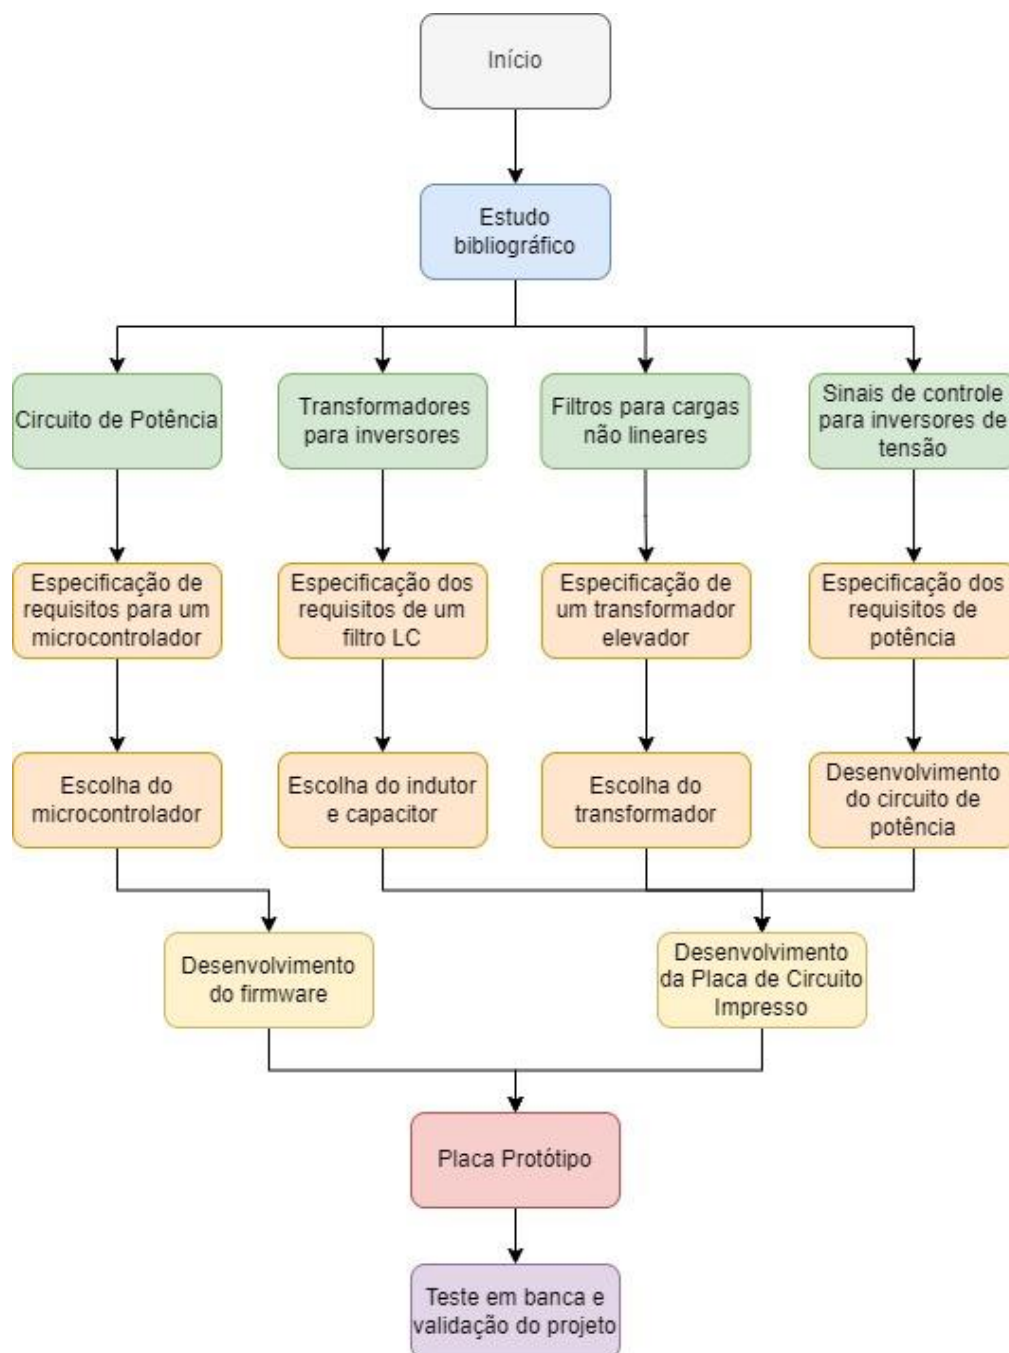 Início
Estudo
bibliográfico
Circuito de Potência
Transformadores
para inversores
Filtros para cargas
não lineares
Sinais de controle
para inversores de
tensão
Especificação de
requisitos para um
microcontrolador
Especificação dos
requisitos de um
filtro LC
Especificação de
um transformador
elevador
Especificação dos
requisitos de
potência
Escolha do
microcontrolador
Escolha do indutor
e capacitor
Escolha do
transformador
Desenvolvimento
do circuito de
potência
Desenvolvimento
do firmware
Desenvolvimento
da Placa de Circuito
Impresso
Placa Protótipo
Teste em banca e
validação do projeto